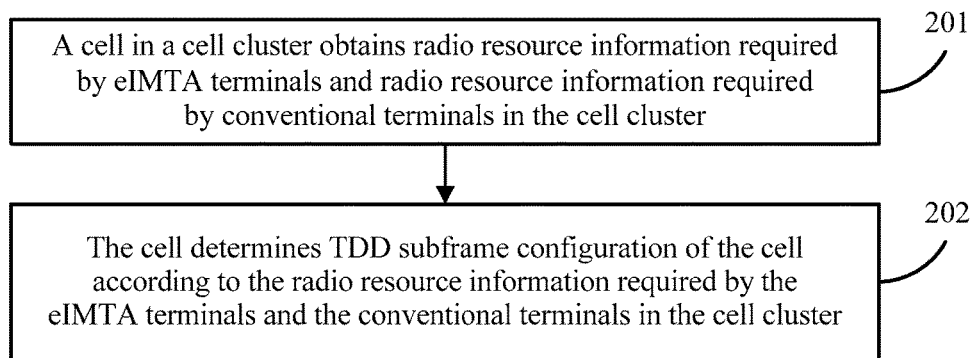 A cell in a cell cluster obtains radio resource information required
by eIMTA terminals and radio resource information required
by conventional terminals in the cell cluster
201
The cell determines TDD subframe configuration of the cell
according to the radio resource information required by the
eIMTA terminals and the conventional terminals in the cell cluster
202